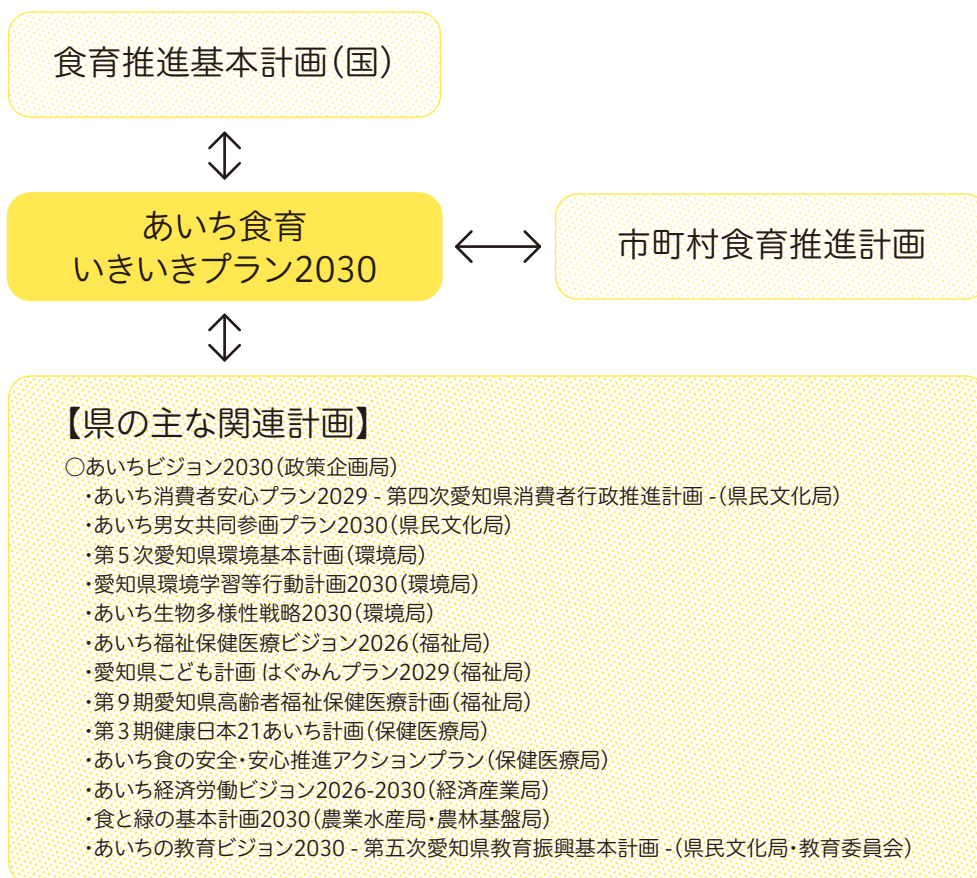 食育推進基本計画(国)
あいち食育
いきいきプラン2030
市町村食育推進計画
【県の主な関連計画】
○あいちビジョン2030(政策企画局)
・あいち消費者安心プラン2029 - 第四次愛知県消費者行政推進計画 -(県民文化局)
・あいち男女共同参画プラン2030(県民文化局)
・第5次愛知県環境基本計画(環境局)
・愛知県環境学習等行動計画2030(環境局)
・あいち生物多様性戦略2030(環境局)
・あいち福祉保健医療ビジョン2026(福祉局)
・愛知県こども計画 はぐみんプラン2029(福祉局)
・第9期愛知県高齢者福祉保健医療計画(福祉局)
・第3期健康日本21あいち計画(保健医療局)
・あいち食の安全・安心推進アクションプラン(保健医療局)
・あいち経済労働ビジョン2026-2030(経済産業局)
・食と緑の基本計画2030(農業水産局・農林基盤局)
・あいちの教育ビジョン2030 - 第五次愛知県教育振興基本計画 -(県民文化局・教育委員会)